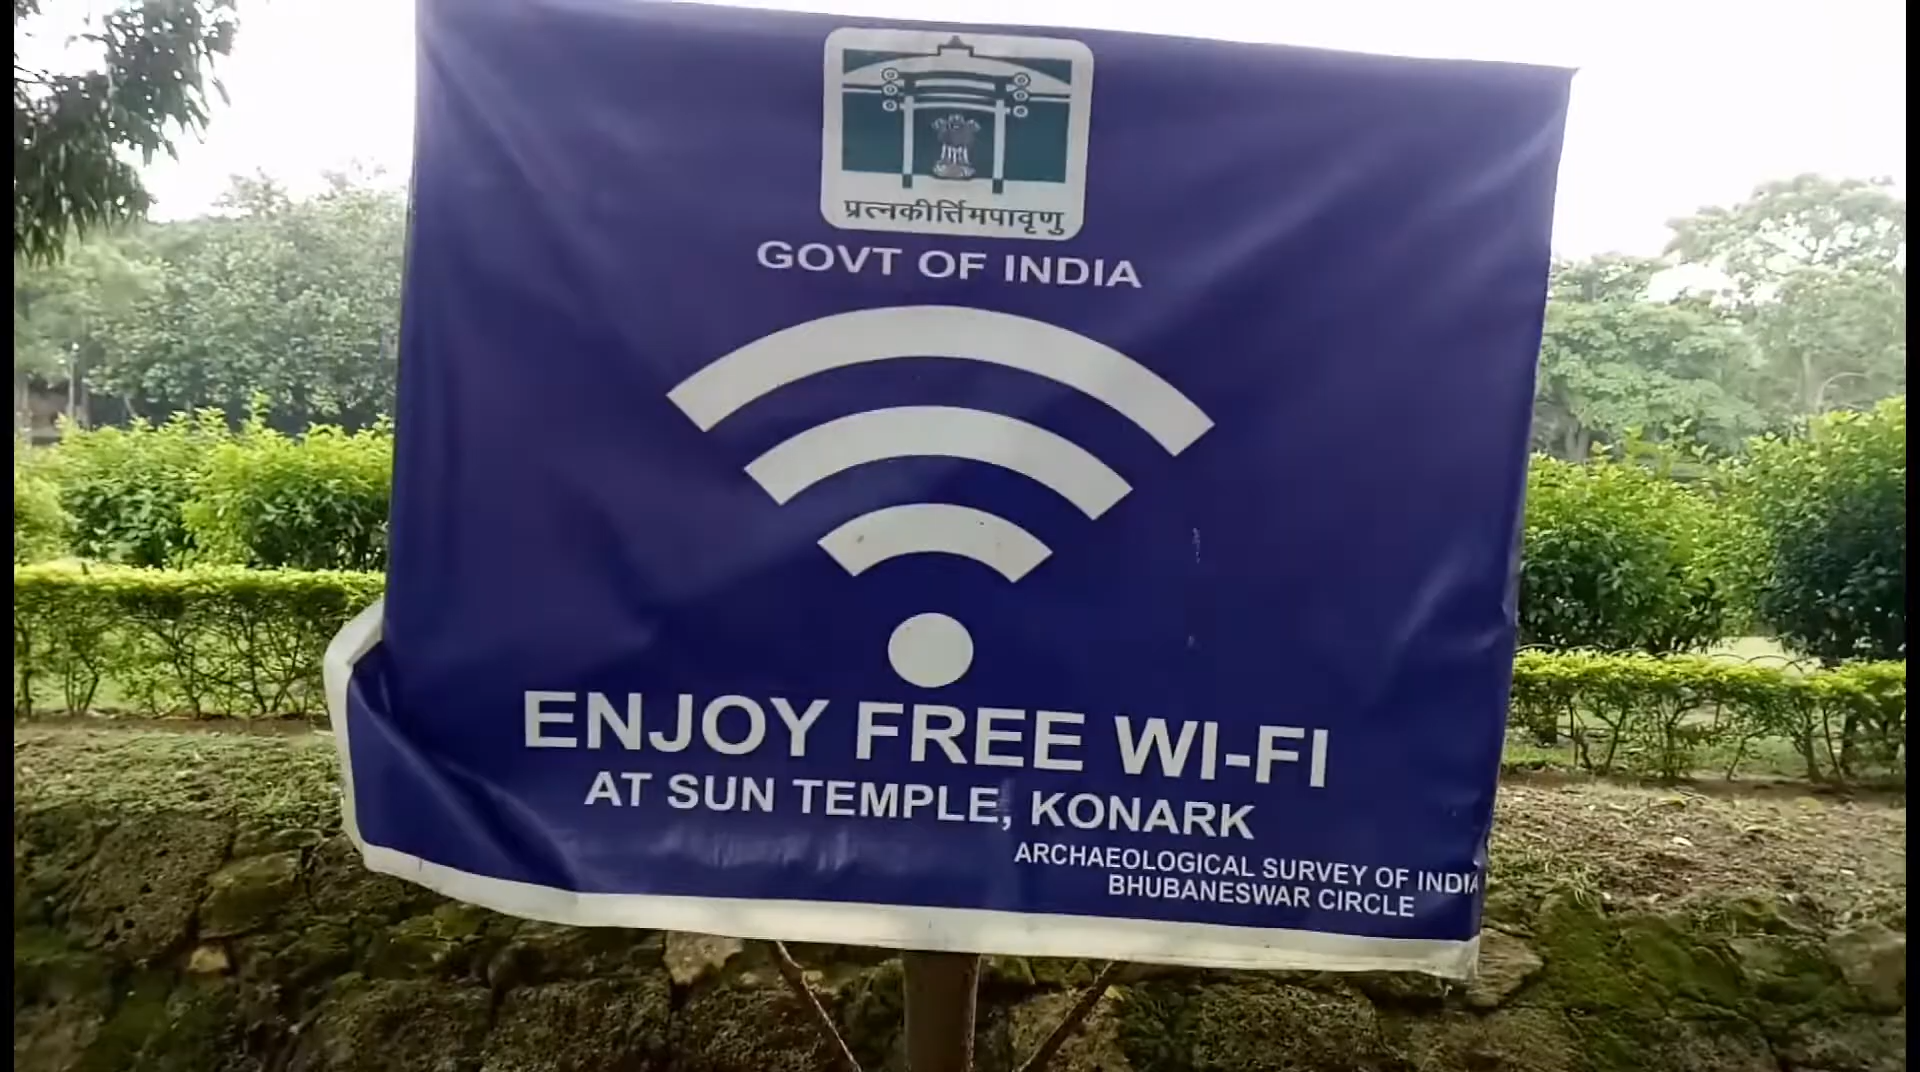 प्रत्नकीर्त्तिमपावृणु
GOVT OF INDIA
ENJOY FREE WI-FI
AT SUN TEMPLE, KONARK
ARCHAEOLOGICAL SURVEY OF INDIA
BHUBANESWAR CIRCLE